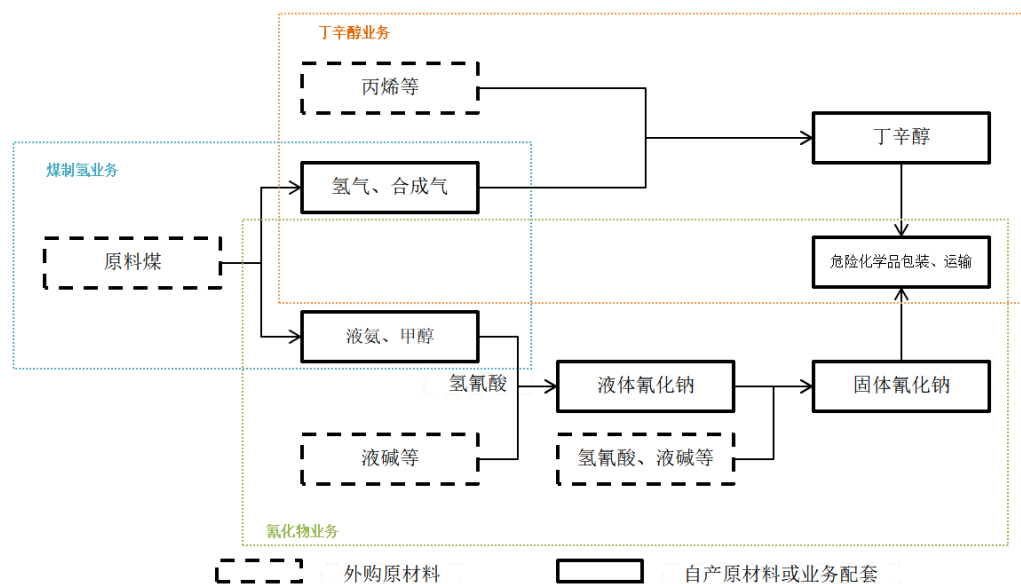 丁辛醇业务
丙烯等
丁辛醇
煤制氢业务
氢气、合成气
原料煤
危险化学品包装、运输
液氨、甲醇
氢氰酸
液体氰化钠
固体氰化钠
液碱等
氢氰酸、液碱等
氰化物业务
外购原材料
自产原材料或业务配套